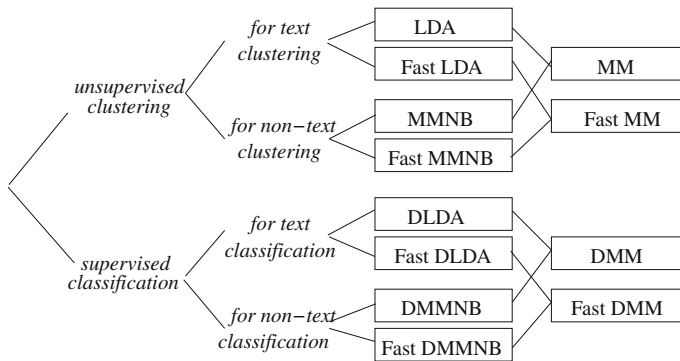 for text
clustering
LDA
Fast LDA
MM
unsupervised
clustering
Fast MM
for non-text
clustering
MMNB
Fast MMNB
for text
classification
DLDA
Fast DLDA
DMM
supervised
classification
Fast DMM
for non-text
classification
DMMNB
Fast DMMNB